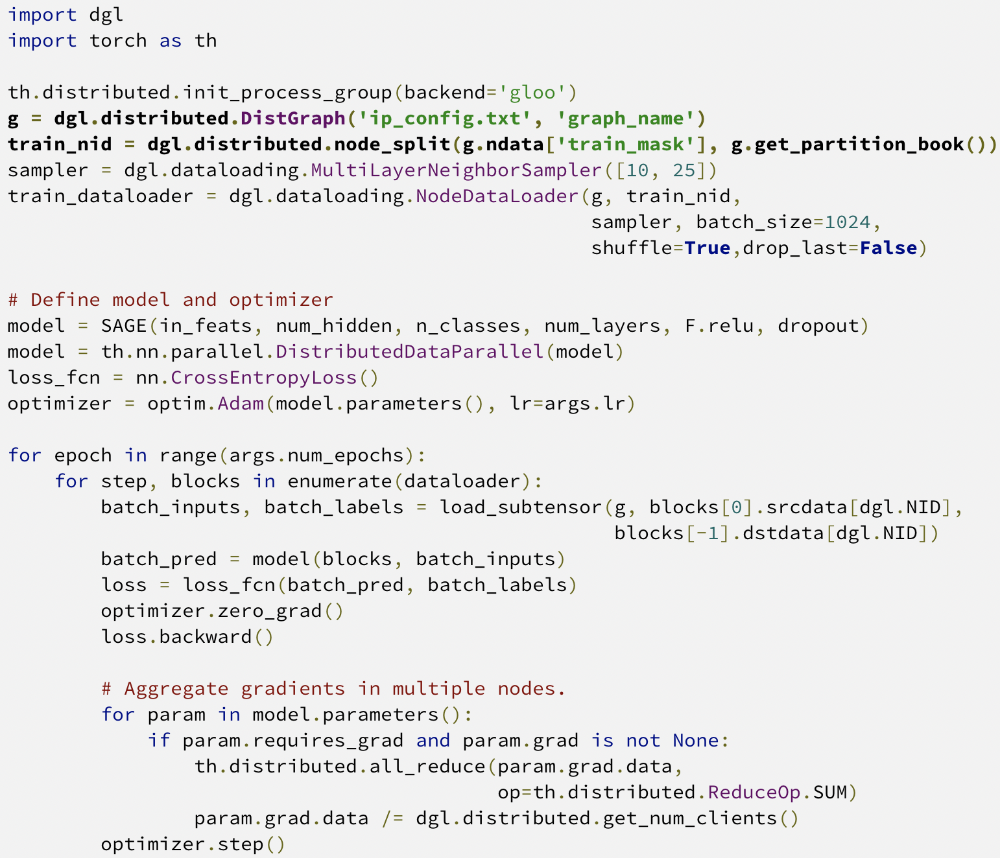 import dgl
import torch as th

th.distributed.init_process_group(backend='gloo')
g = dgl.distributed.DistGraph('ip_config.txt', 'graph_name')
train_nid = dgl.distributed.node_split(g.ndata['train_mask'], g.get_partition_book())
sampler = dgl.dataloading.MultiLayerNeighborSampler([10, 25])
train_dataloader = dgl.dataloading.NodeDataLoader(g, train_nid,
                                                  sampler, batch_size=1024,
                                                  shuffle=True,drop_last=False)

# Define model and optimizer
model = SAGE(in_feats, num_hidden, n_classes, num_layers, F.relu, dropout)
model = th.nn.parallel.DistributedDataParallel(model)
loss_fcn = nn.CrossEntropyLoss()
optimizer = optim.Adam(model.parameters(), lr=args.lr)

for epoch in range(args.num_epochs):
    for step, blocks in enumerate(dataloader):
        batch_inputs, batch_labels = load_subtensor(g, blocks[0].srcdata[dgl.NID],
                                                    blocks[-1].dstdata[dgl.NID])
        batch_pred = model(blocks, batch_inputs)
        loss = loss_fcn(batch_pred, batch_labels)
        optimizer.zero_grad()
        loss.backward()

        # Aggregate gradients in multiple nodes.
        for param in model.parameters():
            if param.requires_grad and param.grad is not None:
                th.distributed.all_reduce(param.grad.data,
                                          op=th.distributed.ReduceOp.SUM)
                param.grad.data /= dgl.distributed.get_num_clients()
        optimizer.step()